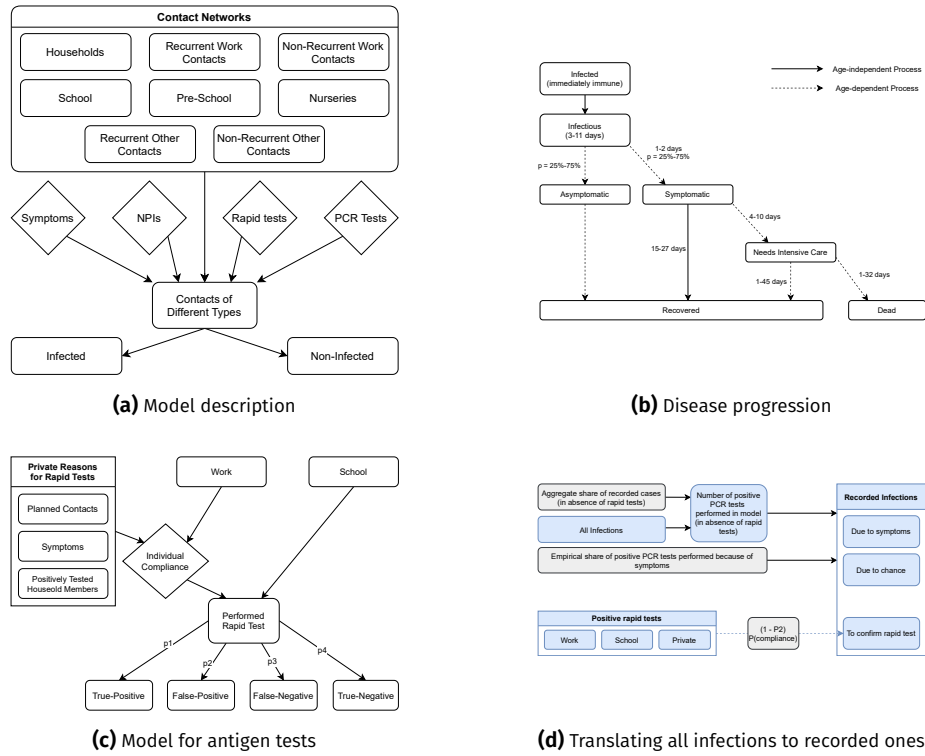 Contact Networks
Households
Recurrent Work
Contacts
Non-Recurrent Work
Contacts
School
Pre-School
Nurseries
Recurrent Other
Contacts
Non-Recurrent Other
Contacts
Symptoms
NPIs
Rapid tests
PCR Tests
Contacts of
Different Types
Infected
Non-Infected
(a) Model description
Infected
(immediately immune)
Age-independent Process
Age-dependent Process
Infectious
(3-11 days)
p = 25%-75%
1-2 days
p = 25%-75%
Asymptomatic
Symptomatic
4-10 days
15-27 days
Needs Intensive Care
1-45 days
1-32 days
Recovered
Dead
(b) Disease progression
Private Reasons
for Rapid Tests
Planned Contacts
Symptoms
Positively Tested
Houseold Members
Work
School
Individual
Compliance
Performed
Rapid Test
p1
p2
p3
p4
True-Positive
False-Positive
False-Negative
True-Negative
(c) Model for antigen tests
Aggregate share of recorded cases
(in absence of rapid tests)
All Infections
Number of positive
PCR tests
performed in model
(in absence of rapid
tests)
Empirical share of positive PCR tests performed because of
symptoms
Recorded Infections
Due to symptoms
Due to chance
To confirm rapid test
Positive rapid tests
Work
School
Private
(1 - P2)
P(compliance)
(d) Translating all infections to recorded ones